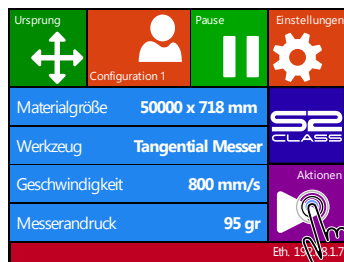 Ursprung
Configuration 1
Pause
Einstellungen
Materialgröße 50000 x 718 mm
Werkzeug Tangential Messer
Geschwindigkeit 800 mm/s
Messerandruck 95 gr
S2
CLASS
Aktionen
Eth.